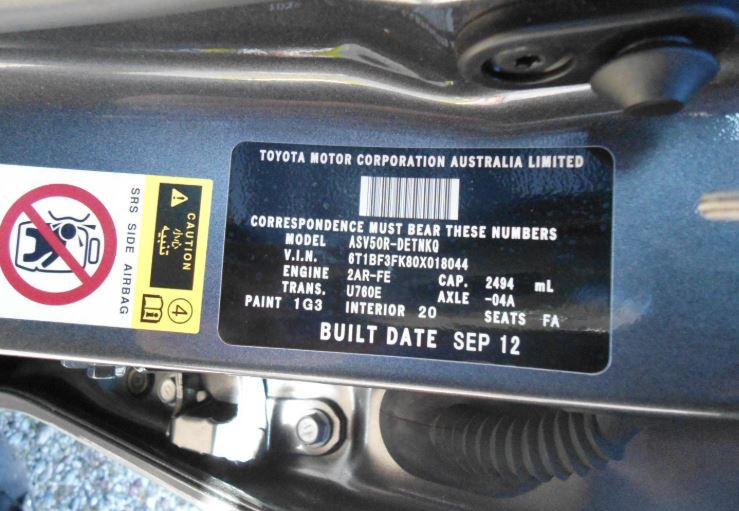 TOYOTA MOTOR CORPORATION AUSTRALIA LIMITED
CORRESPONDENCE MUST BEAR THESE NUMBERS
MODEL ASV50R-DETNKQ
V.I.N. 6T1BF3FK80X018044
ENGINE 2AR-FE CAP. 2494 mL
TRANS. U760E AXLE -04A
PAINT 1G3 INTERIOR 20 SEATS FA
BUILT DATE SEP 12
CAUTION
تنبيه
4
SRS SIDE AIRBAG